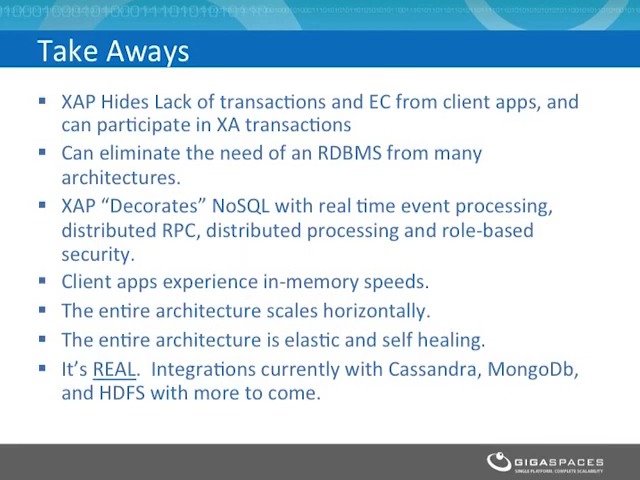 Take Aways
▪ XAP Hides Lack of transactions and EC from client apps, and
can participate in XA transactions
▪ Can eliminate the need of an RDBMS from many
architectures.
▪ XAP “Decorates” NoSQL with real time event processing,
distributed RPC, distributed processing and role-based
security.
▪ Client apps experience in-memory speeds.
▪ The entire architecture scales horizontally.
▪ The entire architecture is elastic and self healing.
▪ It’s REAL. Integrations currently with Cassandra, MongoDb,
and HDFS with more to come.
GIGASPACES
SINGLE PLATFORM. COMPLETE SCALABILITY